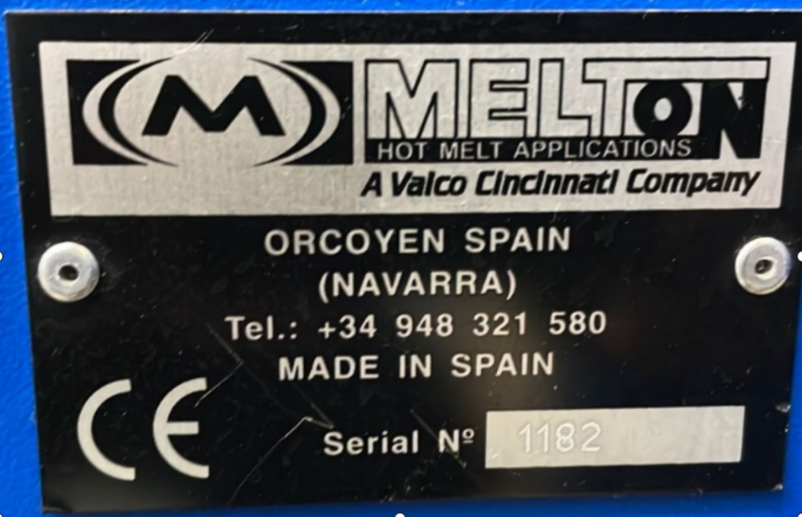 M MELTON
HOT MELT APPLICATIONS
A Valco Cincinnati Company
ORCOYEN SPAIN
(NAVARRA)
Tel.: +34 948 321 580
MADE IN SPAIN
CE
Serial Nº 1182